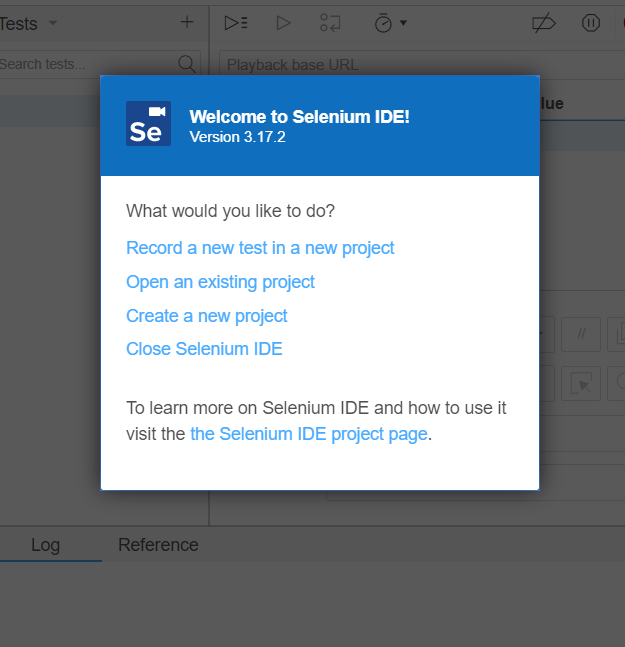 Tests
Search tests...
Playback base URL
lue
Se
Welcome to Selenium IDE!
Version 3.17.2
What would you like to do?
Record a new test in a new project
Open an existing project
Create a new project
Close Selenium IDE
To learn more on Selenium IDE and how to use it
visit the the Selenium IDE project page.
//
Log
Reference